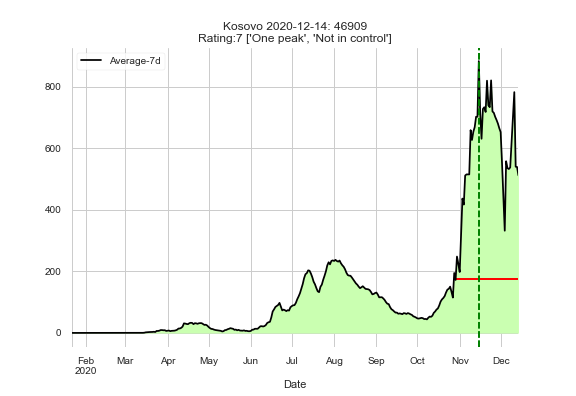 Kosovo 2020-12-14: 46909
Rating:7 ['One peak', 'Not in control']
Average-7d
800
600
400
200
0
Feb Mar Apr May Jun Jul Aug Sep Oct Nov Dec
2020
Date